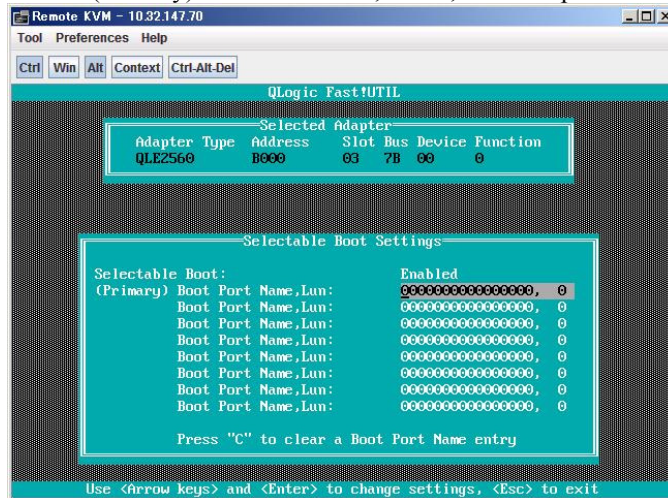 Remote KVM - 10.32.147.70
Tool Preferences Help
Ctrl Win Alt Context Ctrl-Alt-Del
QLogic Fast!UTIL
Selected Adapter
Adapter Type Address Slot Bus Device Function
QLE2560 B000 03 7B 00 0
Selectable Boot Settings
Selectable Boot: Enabled
(Primary) Boot Port Name,Lun: 0000000000000000, 0
Boot Port Name,Lun: 0000000000000000, 0
Boot Port Name,Lun: 0000000000000000, 0
Boot Port Name,Lun: 0000000000000000, 0
Boot Port Name,Lun: 0000000000000000, 0
Boot Port Name,Lun: 0000000000000000, 0
Boot Port Name,Lun: 0000000000000000, 0
Boot Port Name,Lun: 0000000000000000, 0
Press "C" to clear a Boot Port Name entry
Use <Arrow keys> and <Enter> to change settings, <Esc> to exit